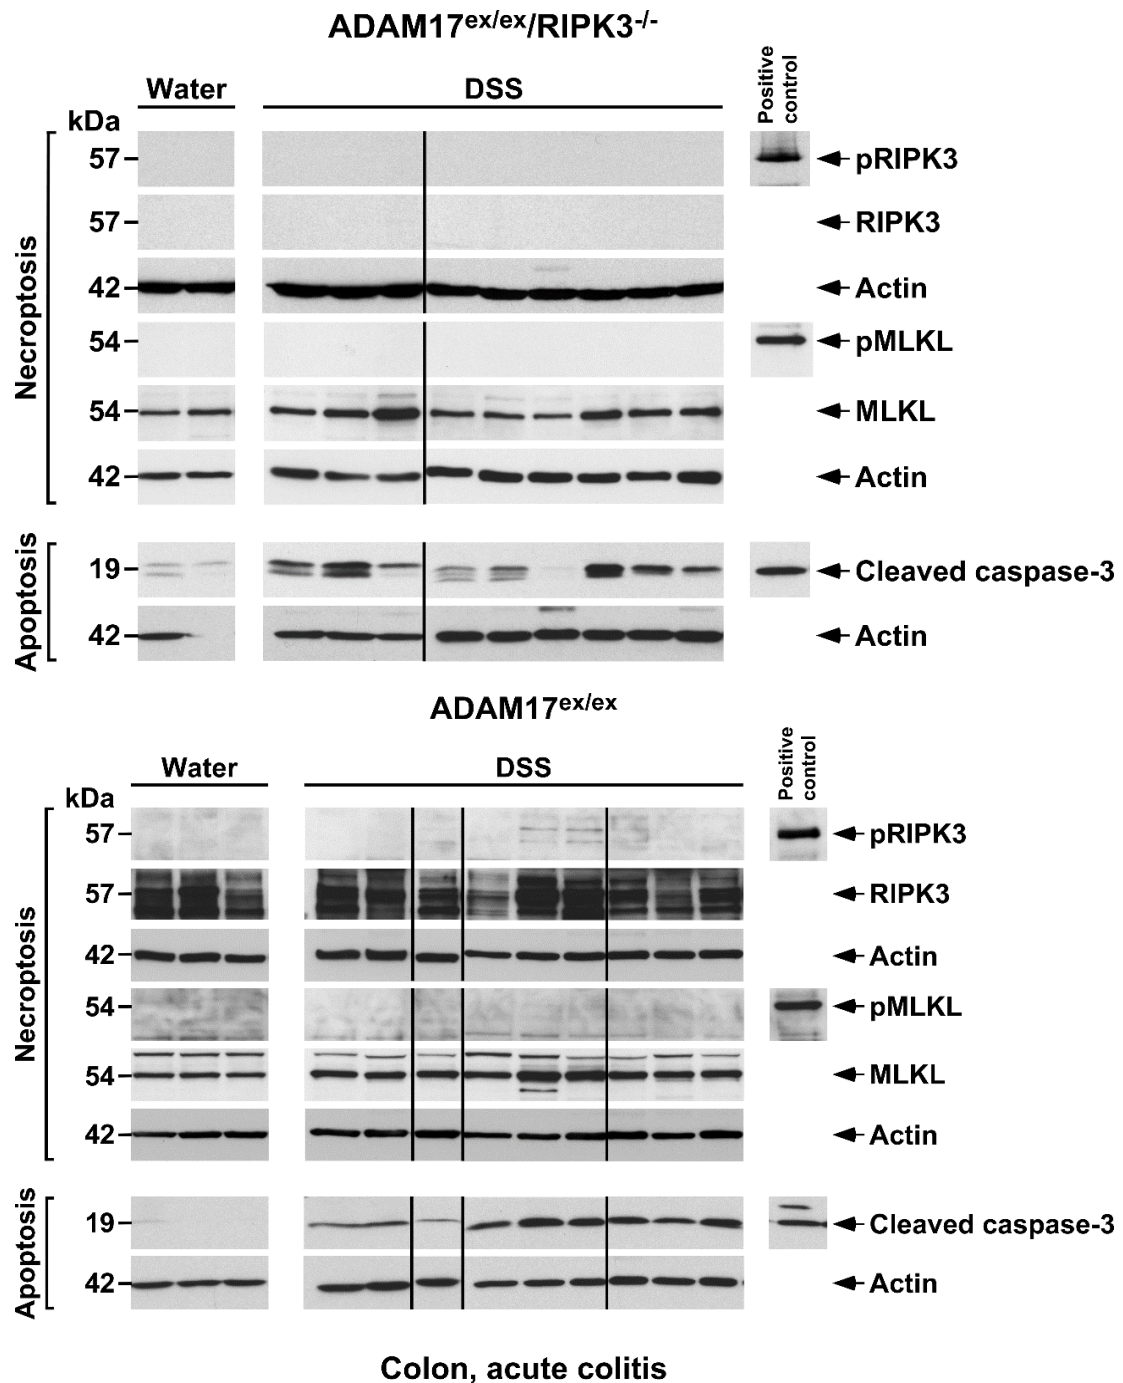 ADAM17ex/ex/RIPK3-/-
Water
DSS
Positive control
kDa
Necroptosis
57
pRIPK3
57
RIPK3
42
Actin
54
pMLKL
54
MLKL
42
Actin
Apoptosis
19
Cleaved caspase-3
42
Actin
ADAM17ex/ex
Water
DSS
Positive control
kDa
Necroptosis
57
pRIPK3
57
RIPK3
42
Actin
54
pMLKL
54
MLKL
42
Actin
Apoptosis
19
Cleaved caspase-3
42
Actin
Colon, acute colitis